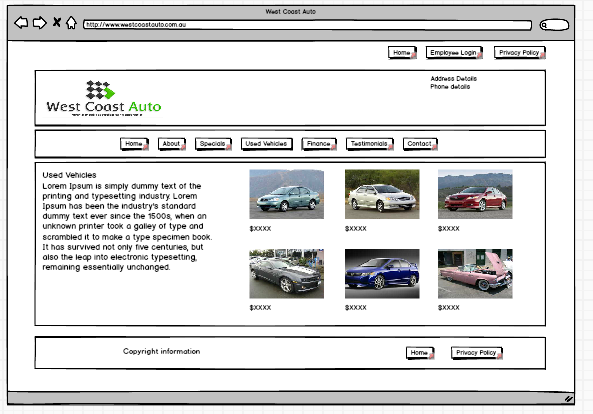 West Coast Auto
http://www.westcoastauto.com.au
Home Employee Login Privacy Policy
Address Details
Phone details
West Coast Auto
Home About Specials Used Vehicles Finance Testimonials Contact
Used Vehicles
Lorem Ipsum is simply dummy text of the
printing and typesetting industry. Lorem
Ipsum has been the industry's standard
dummy text ever since the 1500s, when an
unknown printer took a galley of type and
scrambled it to make a type specimen book.
It has survived not only five centuries, but
also the leap into electronic typesetting,
remaining essentially unchanged.
$XXXX $XXXX $XXXX
$XXXX $XXXX $XXXX
Copyright information
Home Privacy Policy